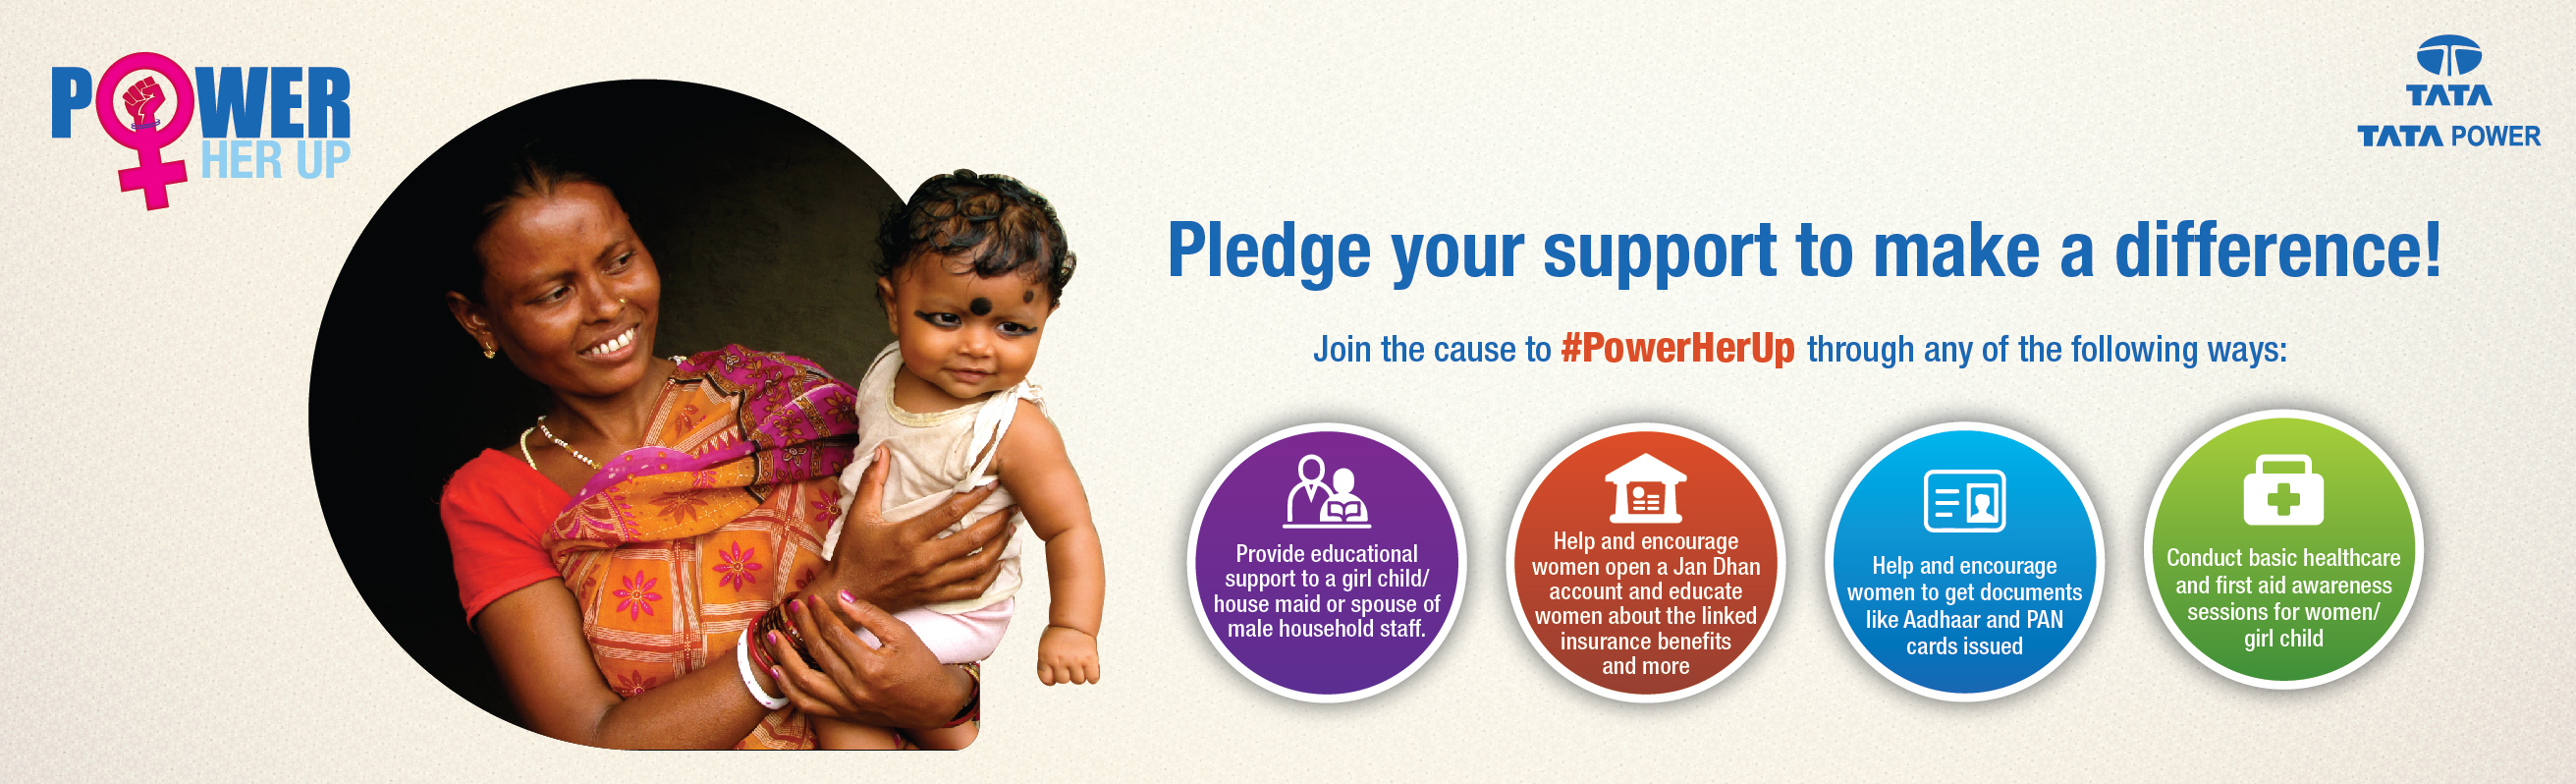 POWER
HER UP
TATA
TATA POWER
Pledge your support to make a difference!
Join the cause to #PowerHerUp through any of the following ways:
Provide educational
support to a girl child/
house maid or spouse of
male household staff.
Help and encourage
women open a Jan Dhan
account and educate
women about the linked
insurance benefits
and more
Help and encourage
women to get documents
like Aadhaar and PAN
cards issued
Conduct basic healthcare
and first aid awareness
sessions for women/
girl child